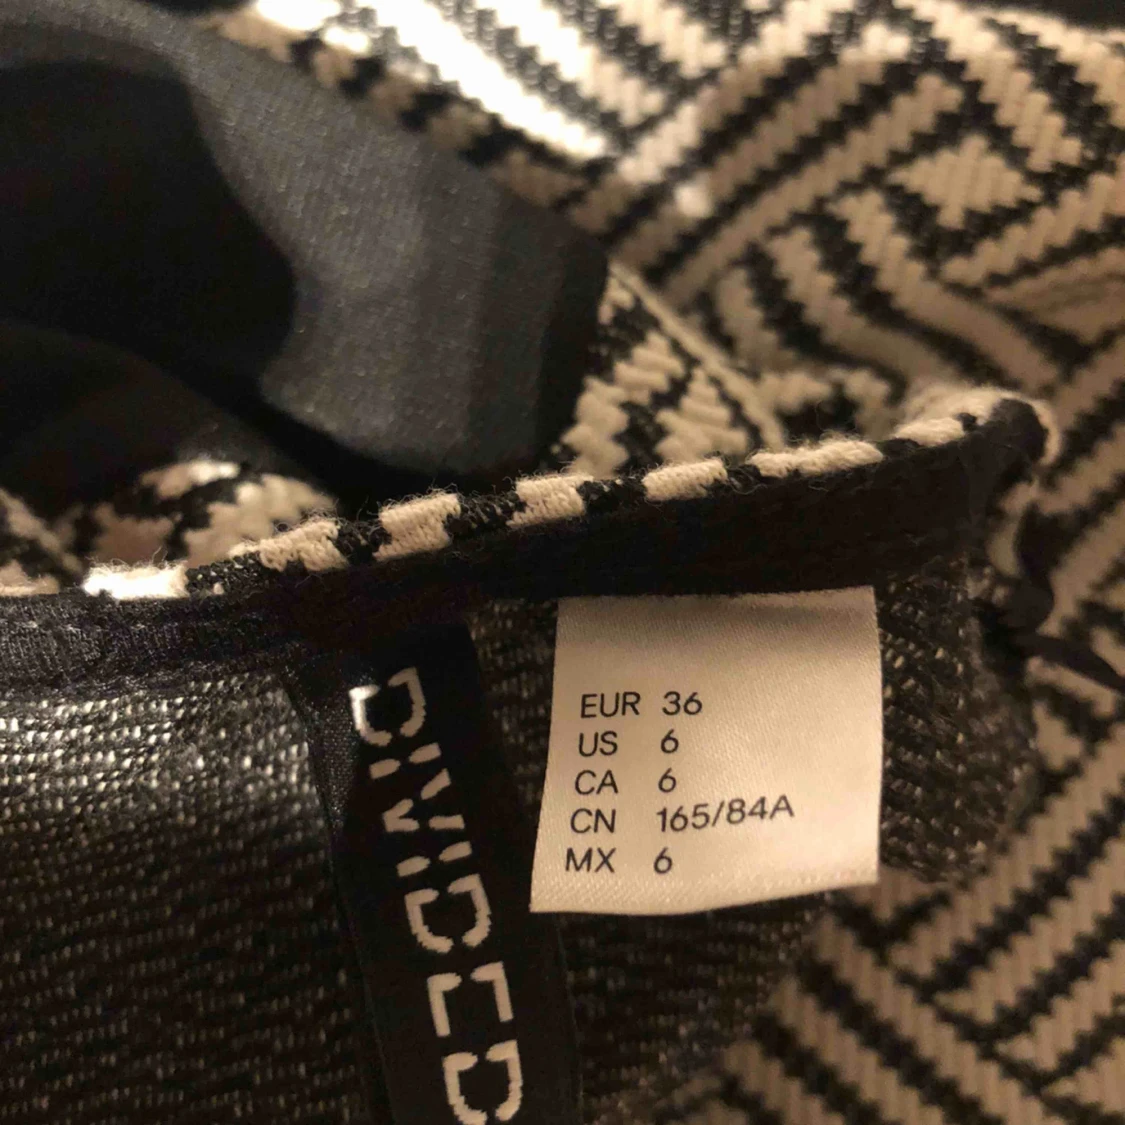 DIVIDED
EUR 36
US 6
CA 6
CN 165/84A
MX 6